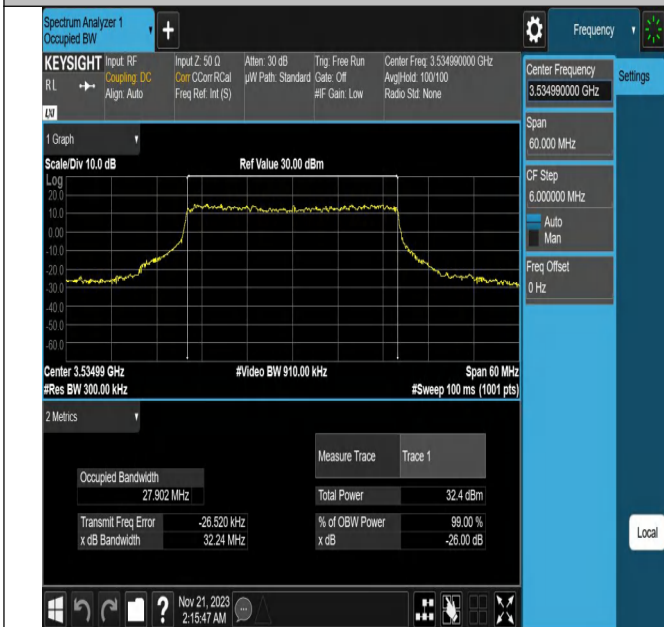 Spectrum Analyzer 1
Occupied BW
+
Frequency
KEYSIGHT
RL
LXI
Input: RF
Coupling: DC
Align: Auto
Input Z: 50 Ω
Corr CCorr RCal
Freq Ref: Int (S)
Atten: 30 dB
µW Path: Standard
Trig: Free Run
Gate: Off
#IF Gain: Low
Center Freq: 3.534990000 GHz
Avg|Hold: 100/100
Radio Std: None
Center Frequency
3.534990000 GHz
Settings
Span
60.000 MHz
CF Step
6.000000 MHz
Auto
Man
Freq Offset
0 Hz
Local
1 Graph
Scale/Div 10.0 dB
Ref Value 30.00 dBm
Log
20.0
10.0
0.00
-10.0
-20.0
-30.0
-40.0
-50.0
-60.0
Center 3.53499 GHz
#Video BW 910.00 kHz
Span 60 MHz
#Res BW 300.00 kHz
#Sweep 100 ms (1001 pts)
2 Metrics
Measure Trace Trace 1
Occupied Bandwidth
27.902 MHz
Total Power 32.4 dBm
Transmit Freq Error -26.520 kHz
% of OBW Power 99.00 %
x dB Bandwidth 32.24 MHz
x dB -26.00 dB
?
Nov 21, 2023
2:15:47 AM